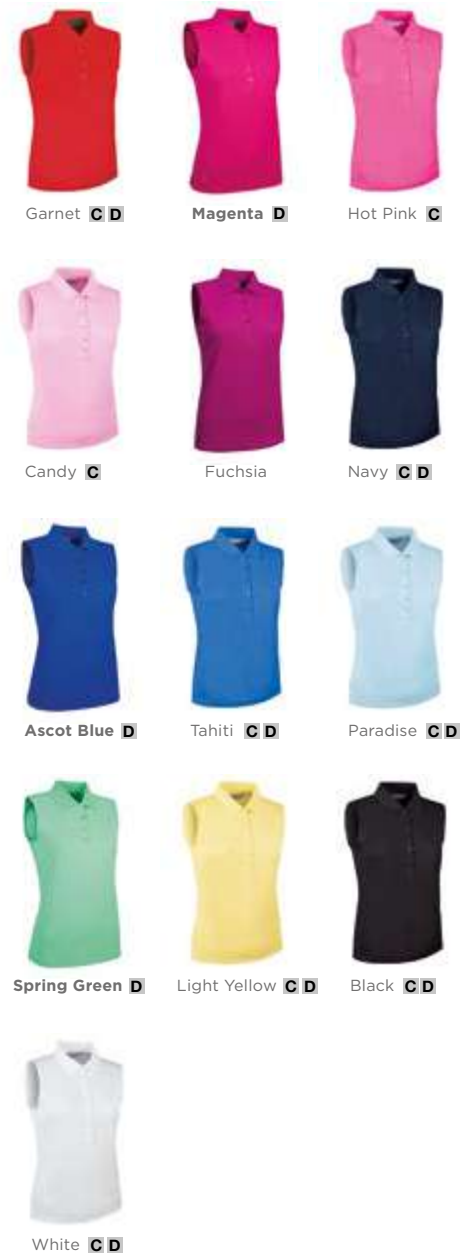 Garnet C D
Magenta D
Hot Pink C
Candy C
Fuchsia
Navy C D
Ascot Blue D
Tahiti C D
Paradise C D
Spring Green D
Light Yellow C D
Black C D
White C D